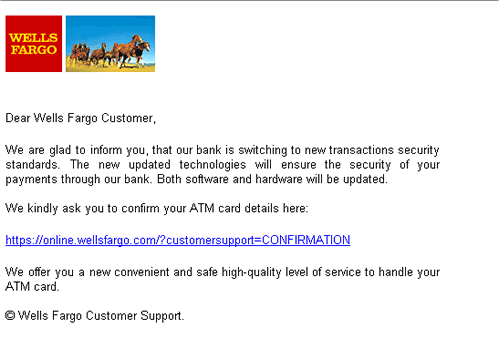 WELLS
FARGO
Dear Wells Fargo Customer,
We are glad to inform you, that our bank is switching to new transactions security
standards. The new updated technologies will ensure the security of your
payments through our bank. Both software and hardware will be updated.
We kindly ask you to confirm your ATM card details here:
https://online.wellsfargo.com/?customersupport=CONFIRMATION
We offer you a new convenient and safe high-quality level of service to handle your
ATM card.
© Wells Fargo Customer Support.